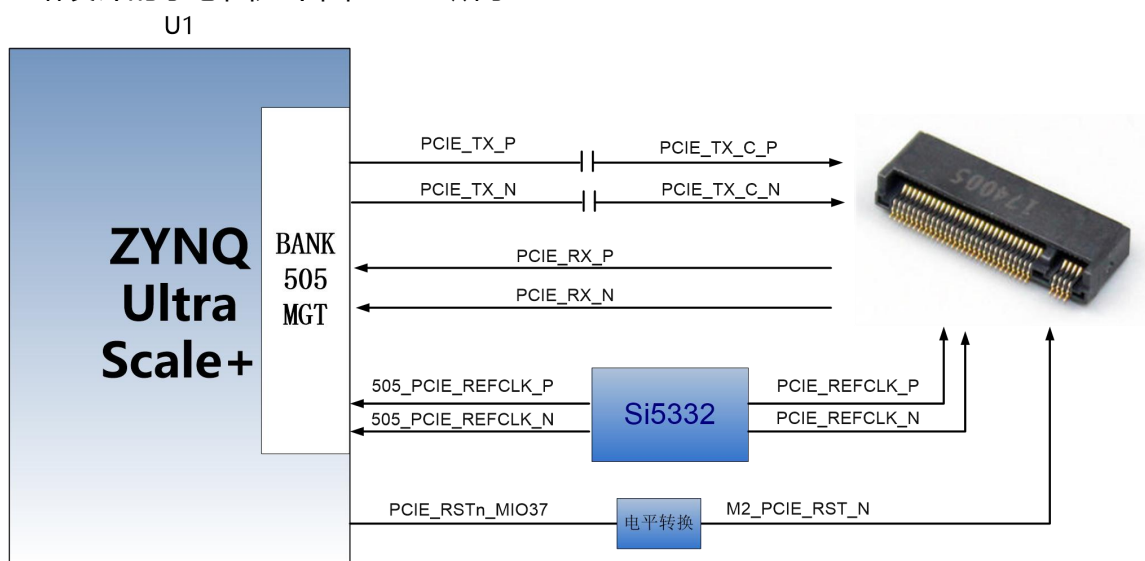 U1
PCIE_TX_P
PCIE_TX_C_P
PCIE_TX_N
PCIE_TX_C_N
ZYNQ
Ultra
Scale+
BANK
505
MGT
PCIE_RX_P
PCIE_RX_N
174005
505_PCIE_REFCLK_P
505_PCIE_REFCLK_N
Si5332
PCIE_REFCLK_P
PCIE_REFCLK_N
PCIE_RSTn_MIO37
电平转换
M2_PCIE_RST_N